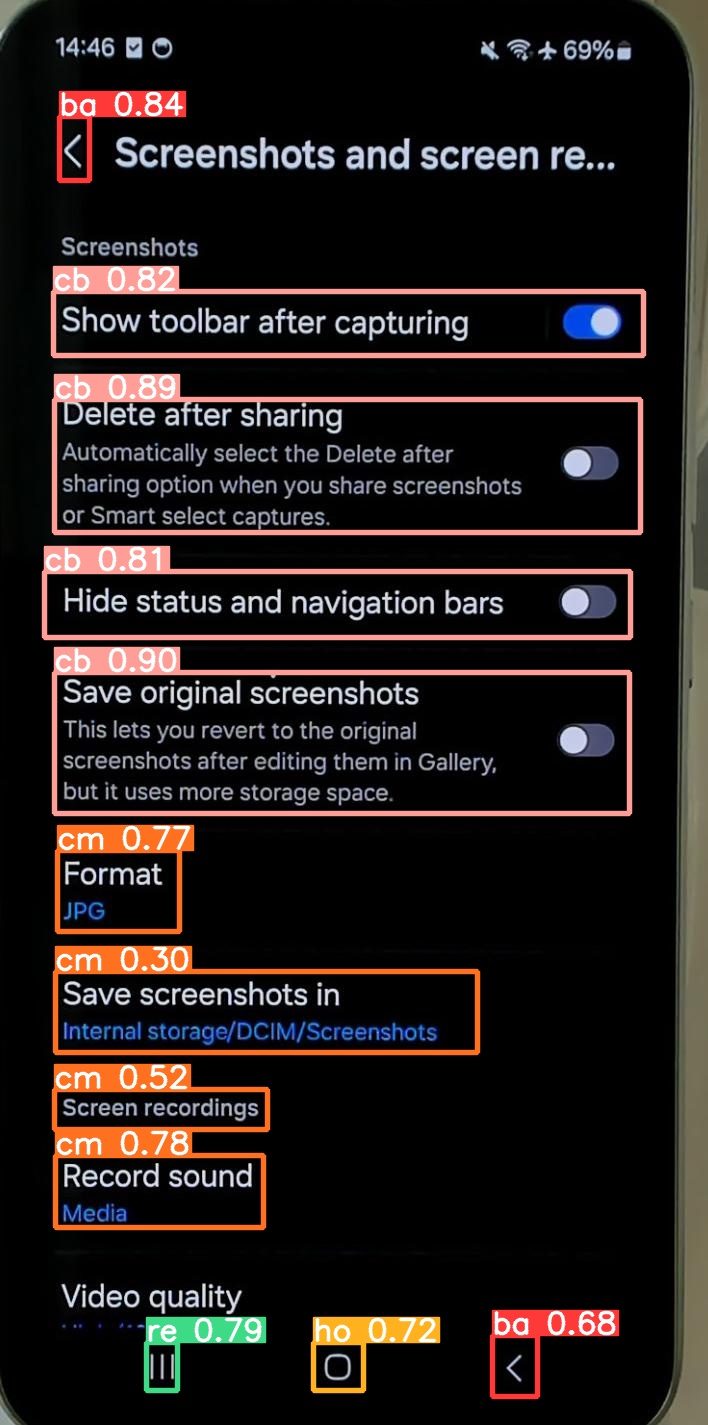 14:46 69%
ba 0.84
Screenshots and screen re...
Screenshots
cb 0.82
Show toolbar after capturing
cb 0.89
Delete after sharing
Automatically select the Delete after
sharing option when you share screenshots
or Smart select captures.
cb 0.81
Hide status and navigation bars
cb 0.90
Save original screenshots
This lets you revert to the original
screenshots after editing them in Gallery,
but it uses more storage space.
cm 0.77
Format
JPG
cm 0.30
Save screenshots in
Internal storage/DCIM/Screenshots
cm 0.52
Screen recordings
cm 0.78
Record sound
Media
Video quality
re 0.79 ho 0.72 ba 0.68